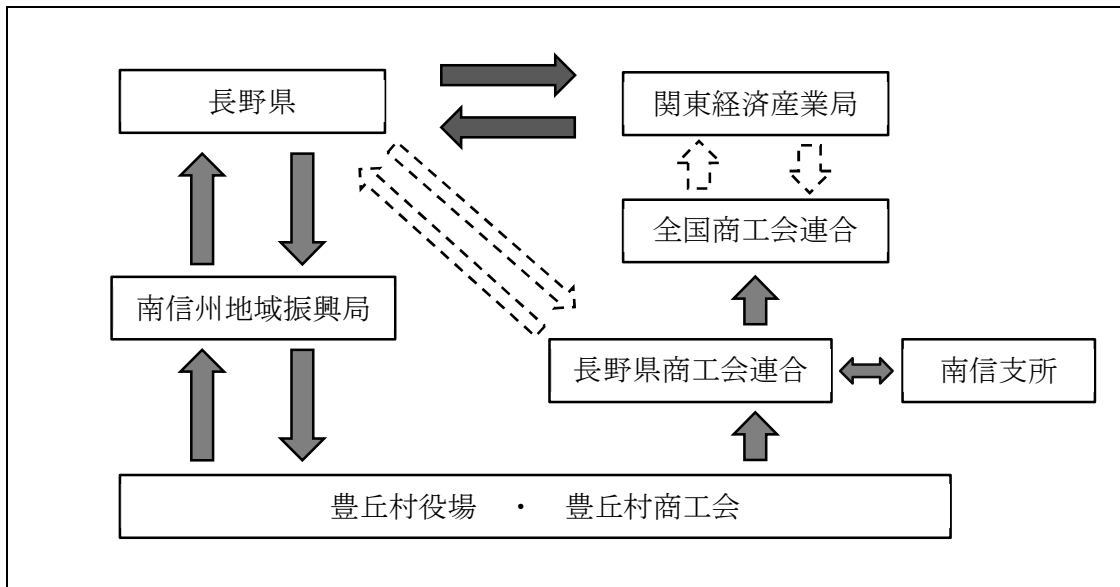 長野県
関東経済産業局
全国商工会連合
南信州地域振興局
長野県商工会連合
南信支所
豊丘村役場 ・ 豊丘村商工会